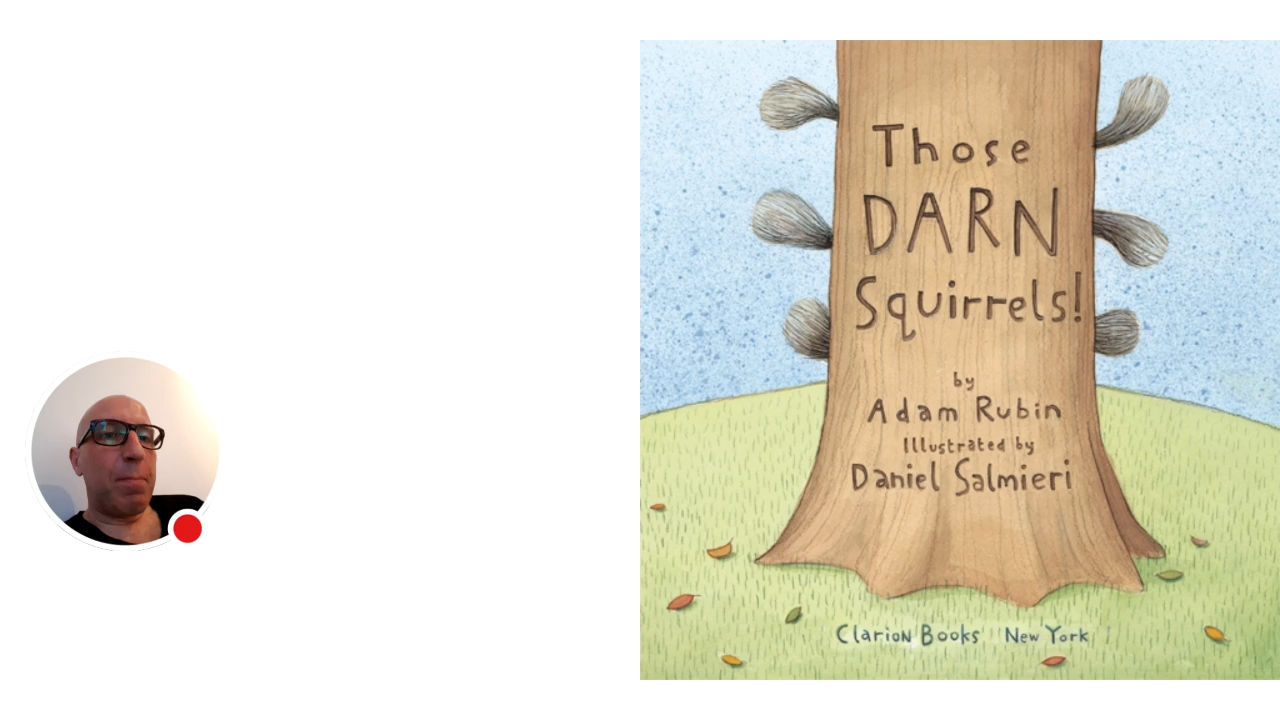 Those
DARN
Squirrels!
by
Adam Rubin
Illustrated by
Daniel Salmieri
Clarion Books New York